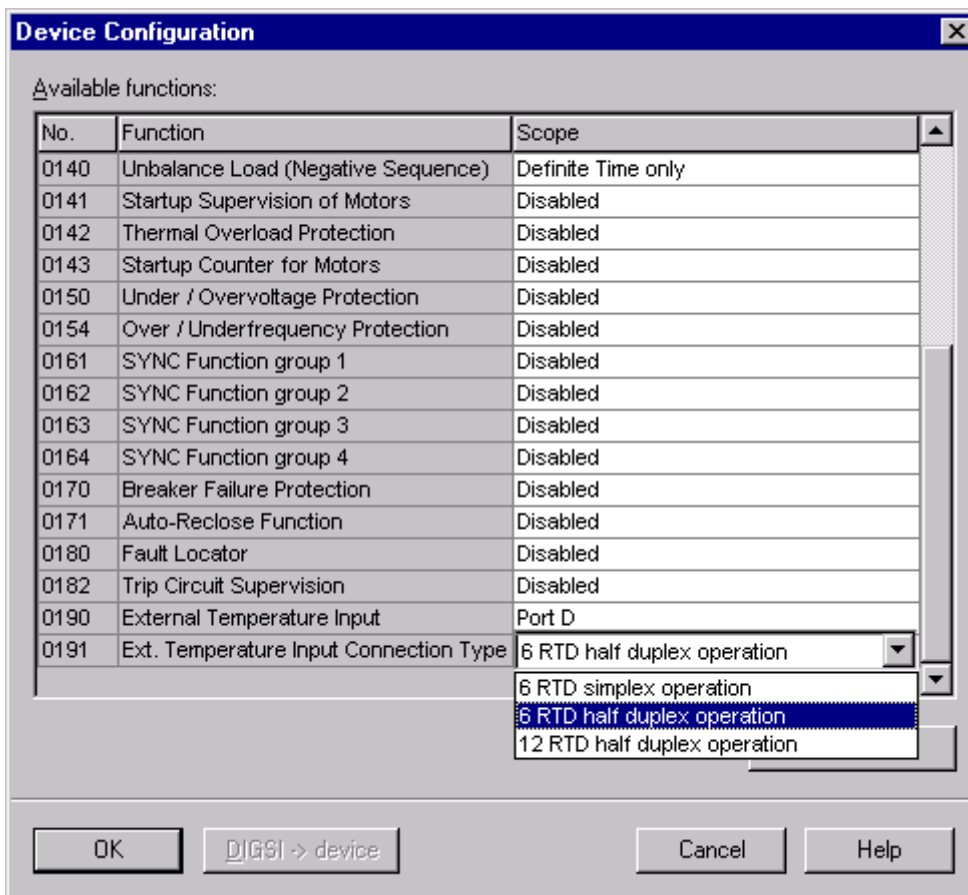 Device Configuration
Available functions:
No. Function Scope
0140 Unbalance Load (Negative Sequence) Definite Time only
0141 Startup Supervision of Motors Disabled
0142 Thermal Overload Protection Disabled
0143 Startup Counter for Motors Disabled
0150 Under / Overvoltage Protection Disabled
0154 Over / Underfrequency Protection Disabled
0161 SYNC Function group 1 Disabled
0162 SYNC Function group 2 Disabled
0163 SYNC Function group 3 Disabled
0164 SYNC Function group 4 Disabled
0170 Breaker Failure Protection Disabled
0171 Auto-Reclose Function Disabled
0180 Fault Locator Disabled
0182 Trip Circuit Supervision Disabled
0190 External Temperature Input Port D
0191 Ext. Temperature Input Connection Type 6 RTD half duplex operation
6 RTD simplex operation
6 RTD half duplex operation
12 RTD half duplex operation
OK DIGSI -> device Cancel Help